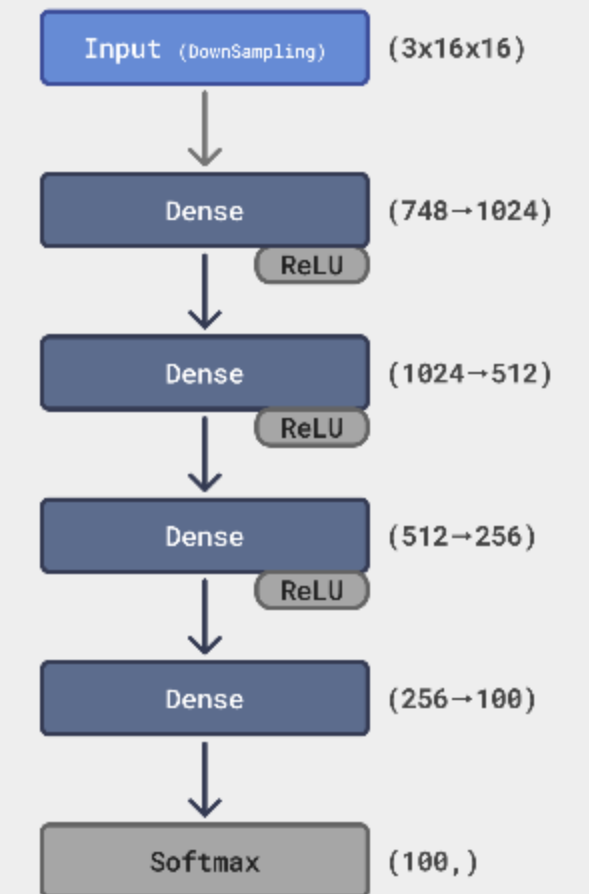 Input (DownSampling) (3x16x16)
Dense (748→1024)
ReLU
Dense (1024→512)
ReLU
Dense (512→256)
ReLU
Dense (256→100)
Softmax (100,)